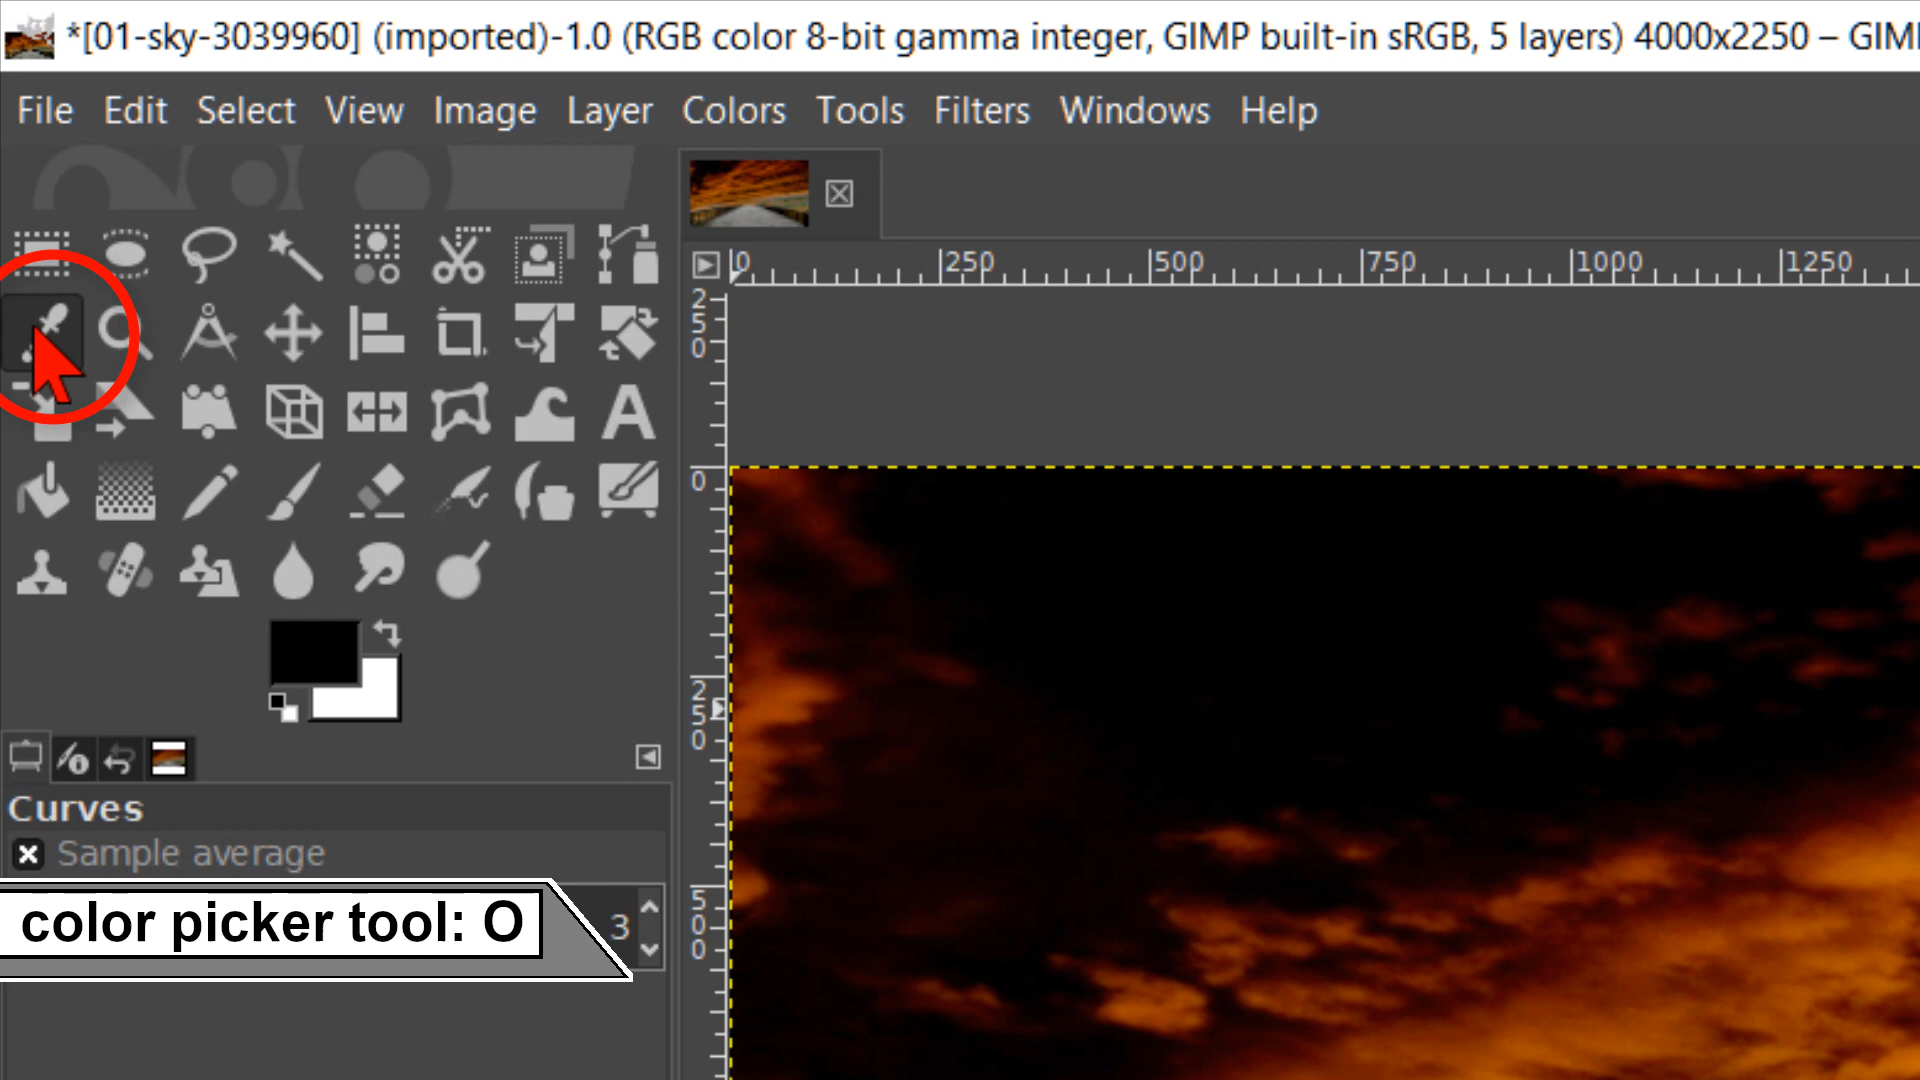 *[01-sky-3039960] (imported)-1.0 (RGB color 8-bit gamma integer, GIMP built-in sRGB, 5 layers) 4000x2250 – GIM
File Edit Select View Image Layer Colors Tools Filters Windows Help
0 250 500 750 1000 1250
250
0
250
500
Curves
Sample average
3
color picker tool: O